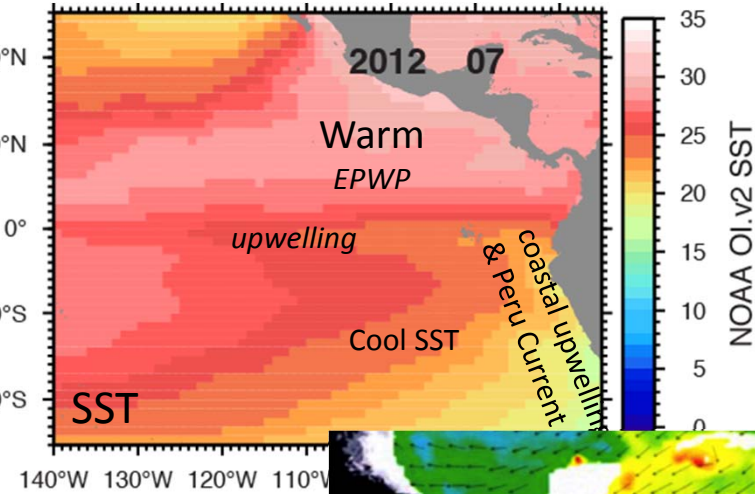 2012 07
Warm
EPWP
upwelling
coastal upwelling
& Peru Current
Cool SST
SST
°N
°N
0°
°S
°S
140°W 130°W 120°W 110°W
35
30
25
20
15
10
5
0
NOAA OI.v2 SST